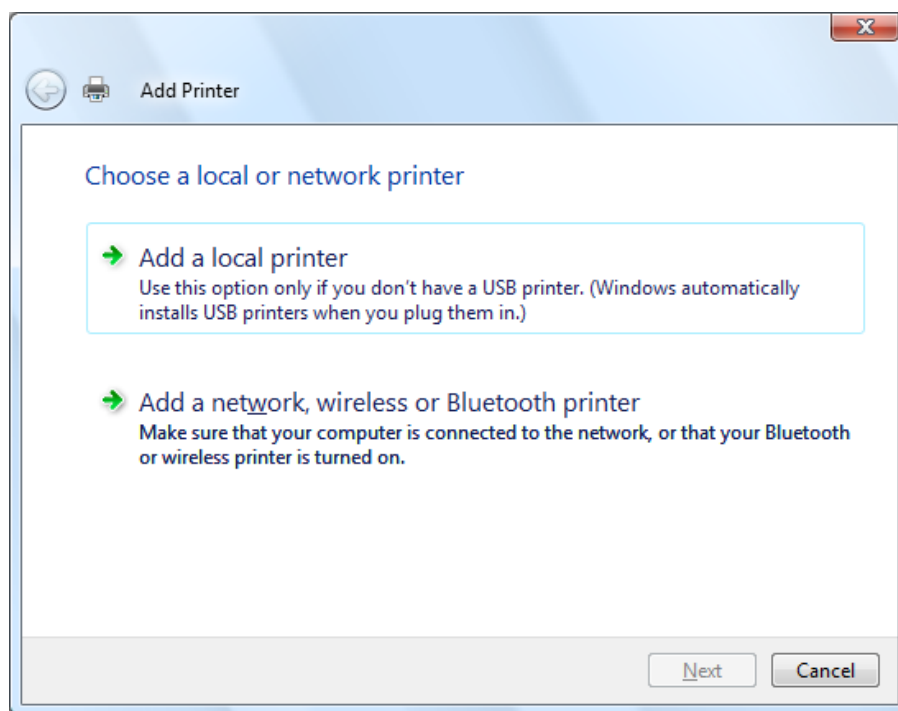 Add Printer
Choose a local or network printer
Add a local printer
Use this option only if you don't have a USB printer. (Windows automatically
installs USB printers when you plug them in.)
Add a network, wireless or Bluetooth printer
Make sure that your computer is connected to the network, or that your Bluetooth
or wireless printer is turned on.
Next Cancel